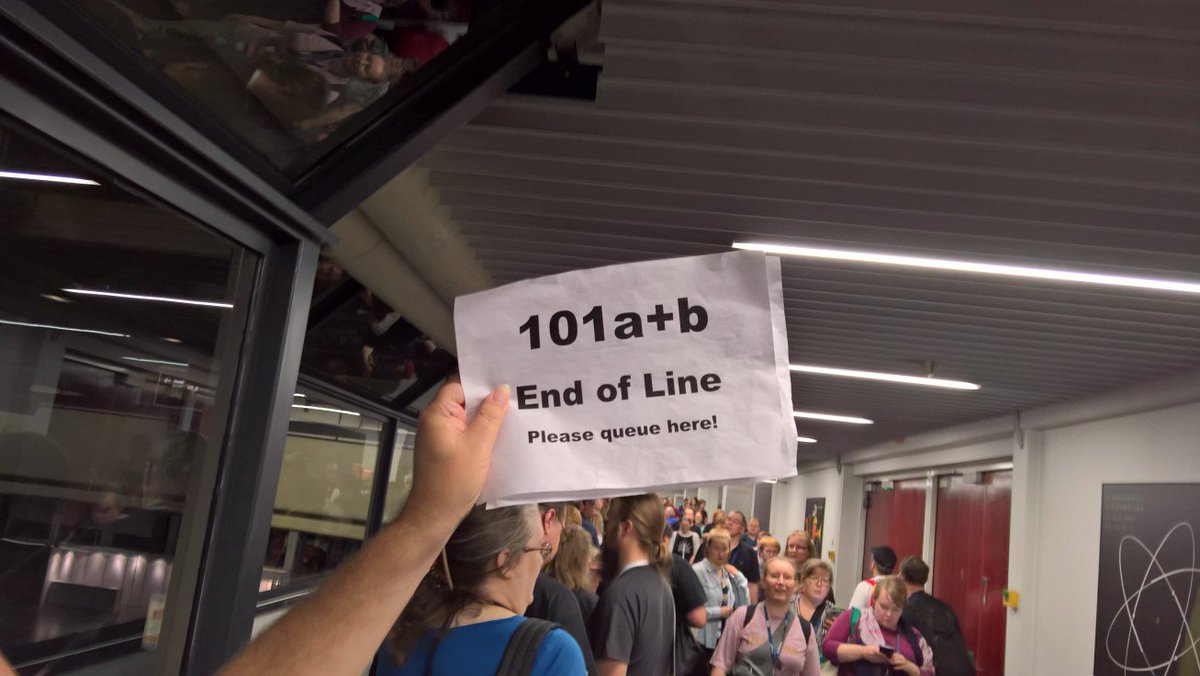 101a+b
End of Line
Please queue here!